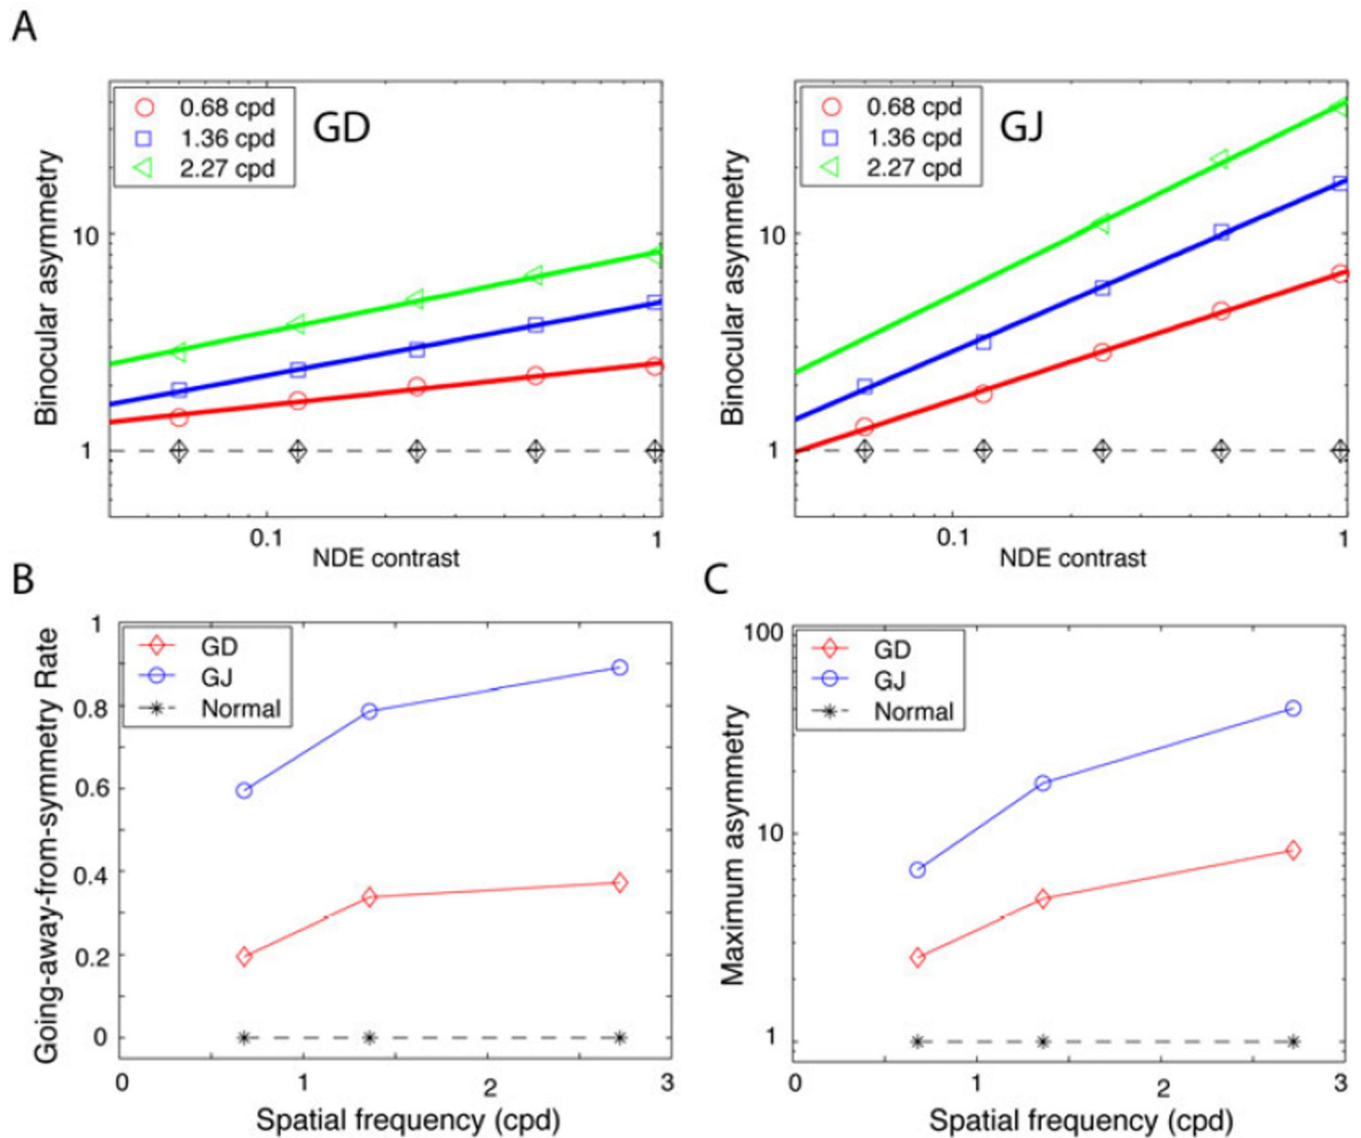 A
0.68 cpd
1.36 cpd
2.27 cpd
GD
Binocular asymmetry
10
1
0.1
1
NDE contrast
0.68 cpd
1.36 cpd
2.27 cpd
GJ
Binocular asymmetry
10
1
0.1
1
NDE contrast
B
GD
GJ
Normal
Going-away-from-symmetry Rate
1
0.8
0.6
0.4
0.2
0
0
1
2
3
Spatial frequency (cpd)
C
GD
GJ
Normal
Maximum asymmetry
100
10
1
0
1
2
3
Spatial frequency (cpd)